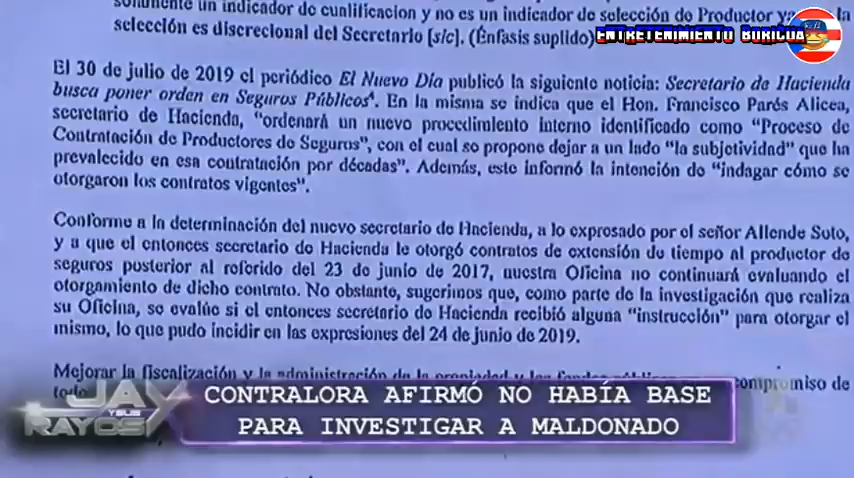 solamente un indicador de cualificación y no es un indicador de selección de Productor ya la
selección es discrecional del Secretario [sic]. (Énfasis suplido)
ENTRETENIMIENTO BORICUA
El 30 de julio de 2019 el periódico El Nuevo Día publicó la siguiente noticia: Secretario de Hacienda
busca poner orden en Seguros Públicos⁴. En la misma se indica que el Hon. Francisco Parés Alicea,
secretario de Hacienda, “ordenará un nuevo procedimiento interno identificado como “Proceso de
Contratación de Productores de Seguros”, con el cual se propone dejar a un lado “la subjetividad” que ha
prevalecido en esa contratación por décadas”. Además, este informó la intención de “indagar cómo se
otorgaron los contratos vigentes”.
Conforme a la determinación del nuevo secretario de Hacienda, a lo expresado por el señor Allende Soto,
y a que el entonces secretario de Hacienda le otorgó contratos de extensión de tiempo al productor de
seguros posterior al referido del 23 de junio de 2017, nuestra Oficina no continuará evaluando el
otorgamiento de dicho contrato. No obstante, sugerimos que, como parte de la investigación que realiza
su Oficina, se evalúe si el entonces secretario de Hacienda recibió alguna “instrucción” para otorgar el
mismo, lo que pudo incidir en las expresiones del 24 de junio de 2019.
Mejorar la fiscalización y la administración de la propiedad y los fondos públicos compromiso de
todo
JAY
Y SUS
RAYOS X
CONTRALORA AFIRMÓ NO HABÍA BASE
PARA INVESTIGAR A MALDONADO